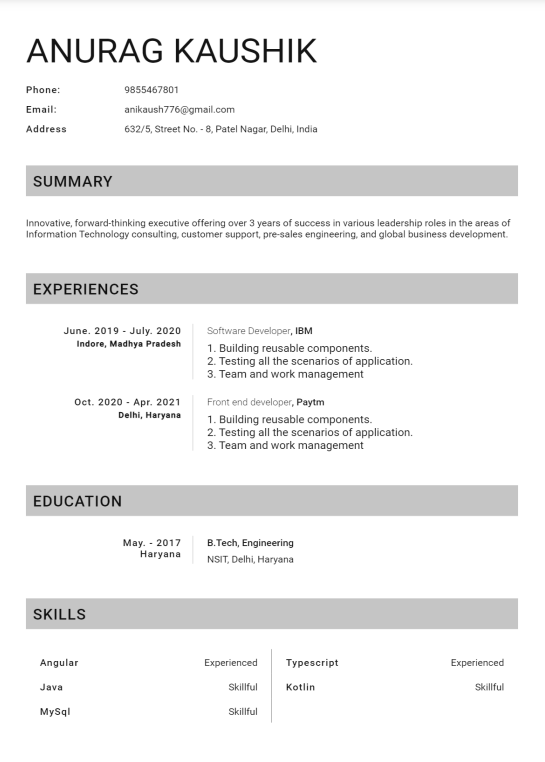 ANURAG KAUSHIK
Phone: 9855467801
Email: anikaush776@gmail.com
Address 632/5, Street No. - 8, Patel Nagar, Delhi, India
SUMMARY
Innovative, forward-thinking executive offering over 3 years of success in various leadership roles in the areas of
Information Technology consulting, customer support, pre-sales engineering, and global business development.
EXPERIENCES
June. 2019 - July. 2020
Indore, Madhya Pradesh
Software Developer, IBM
1. Building reusable components.
2. Testing all the scenarios of application.
3. Team and work management
Oct. 2020 - Apr. 2021
Delhi, Haryana
Front end developer, Paytm
1. Building reusable components.
2. Testing all the scenarios of application.
3. Team and work management
EDUCATION
May. - 2017
Haryana
B.Tech, Engineering
NSIT, Delhi, Haryana
SKILLS
Angular Experienced
Java Skillful
MySql Skillful
Typescript Experienced
Kotlin Skillful